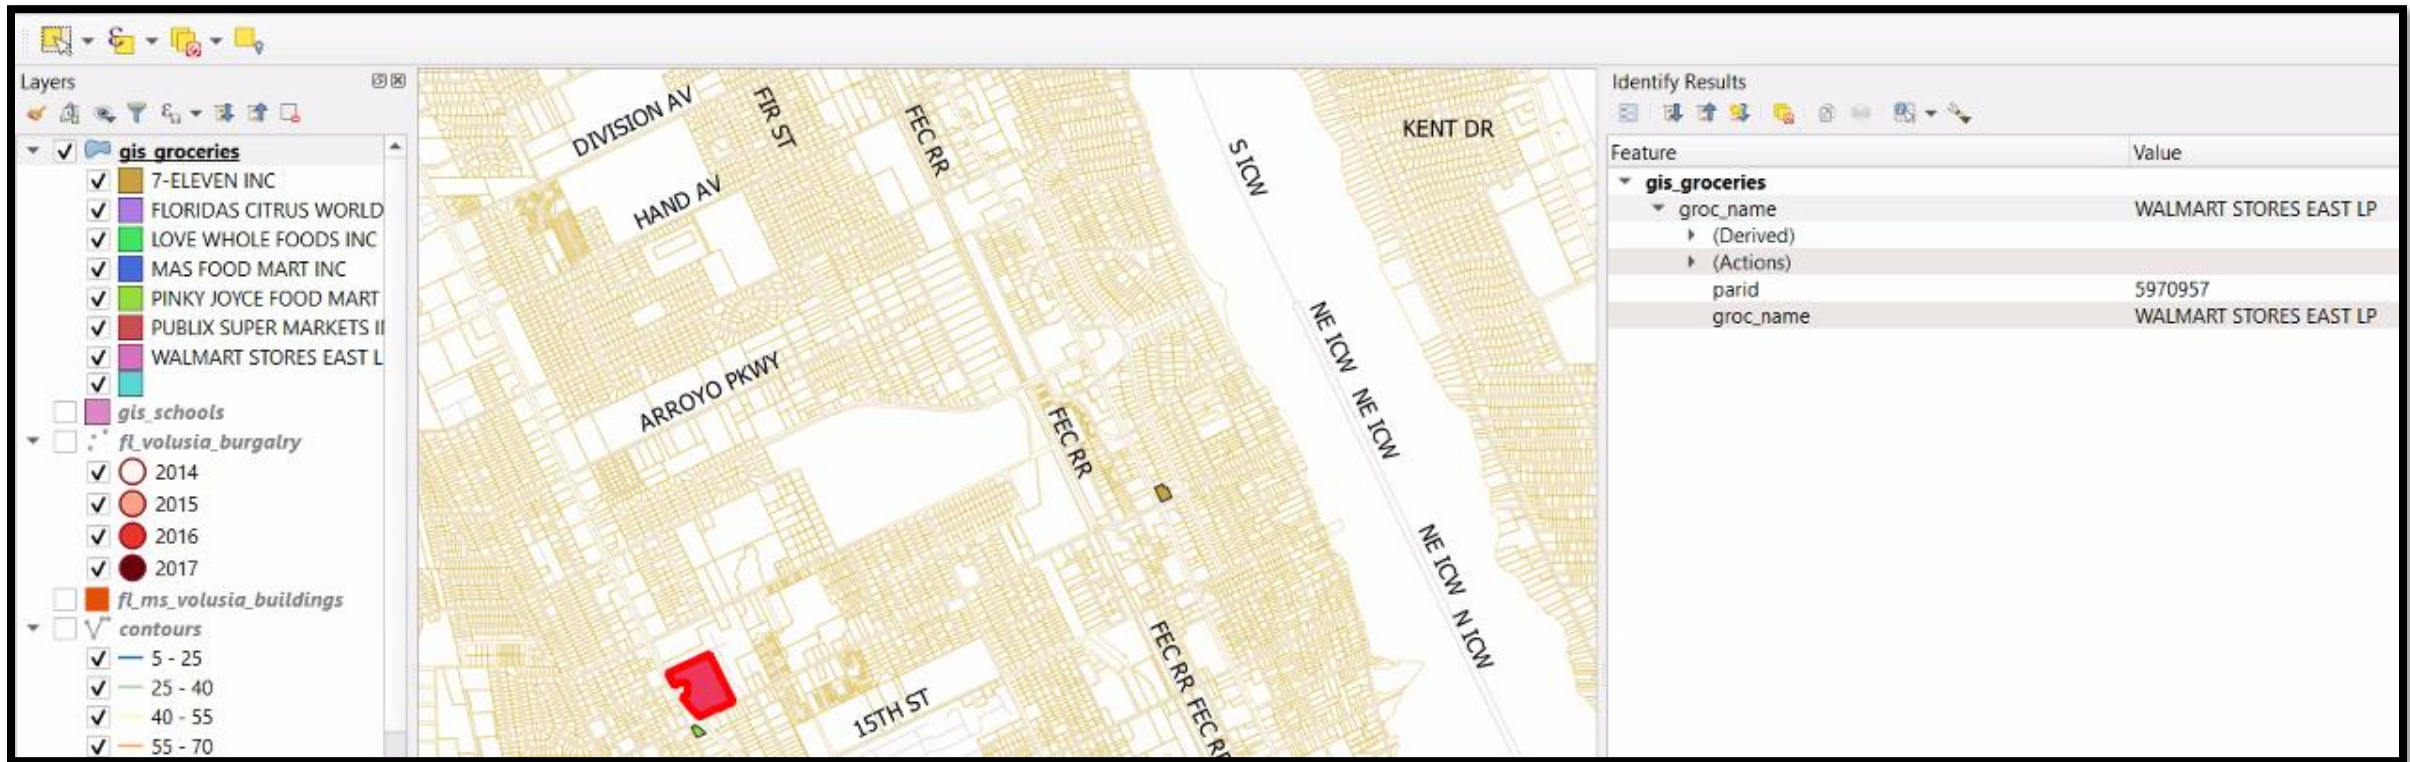 Layers
gis_groceries
7-ELEVEN INC
FLORIDAS CITRUS WORLD
LOVE WHOLE FOODS INC
MAS FOOD MART INC
PINKY JOYCE FOOD MART
PUBLIX SUPER MARKETS II
WALMART STORES EAST L
gis_schools
fl_volusia_burgalry
2014
2015
2016
2017
fl_ms_volusia_buildings
contours
5 - 25
25 - 40
40 - 55
55 - 70
DIVISION AV
FIR ST
FEC RR
HAND AV
S ICW
KENT DR
NE ICW
ARROYO PKWY
NE ICW
FEC RR
NE ICW
N ICW
FEC RR
FEC RR
15TH ST
Identify Results
Feature Value
gis_groceries
groc_name WALMART STORES EAST LP
(Derived)
(Actions)
parid 5970957
groc_name WALMART STORES EAST LP